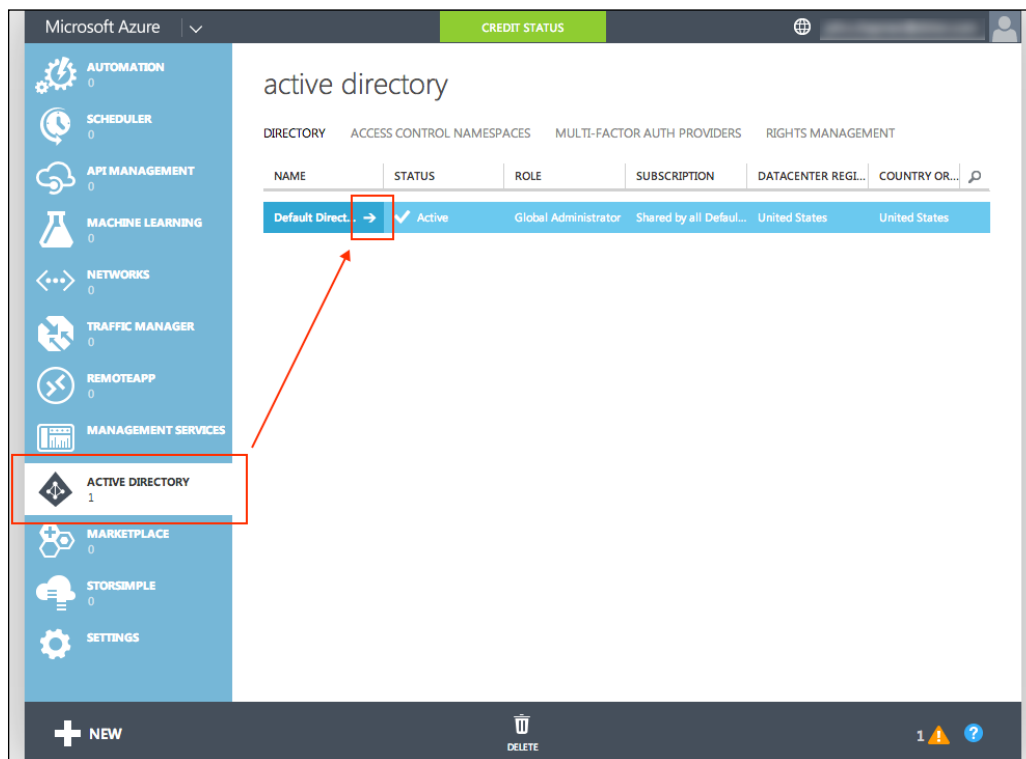 Microsoft Azure
CREDIT STATUS
AUTOMATION
0
SCHEDULER
0
API MANAGEMENT
0
MACHINE LEARNING
0
NETWORKS
0
TRAFFIC MANAGER
0
REMOTEAPP
0
MANAGEMENT SERVICES
ACTIVE DIRECTORY
1
MARKETPLACE
0
STORSIMPLE
0
SETTINGS
active directory
DIRECTORY ACCESS CONTROL NAMESPACES MULTI-FACTOR AUTH PROVIDERS RIGHTS MANAGEMENT
NAME STATUS ROLE SUBSCRIPTION DATACENTER REGI... COUNTRY OR...
Default Direct... → Active Global Administrator Shared by all Defaul... United States United States
NEW
DELETE
1
?